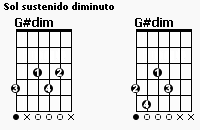 Sol sustenido diminuto
G#dim G#dim
1 2 1
3 4 2 3
4